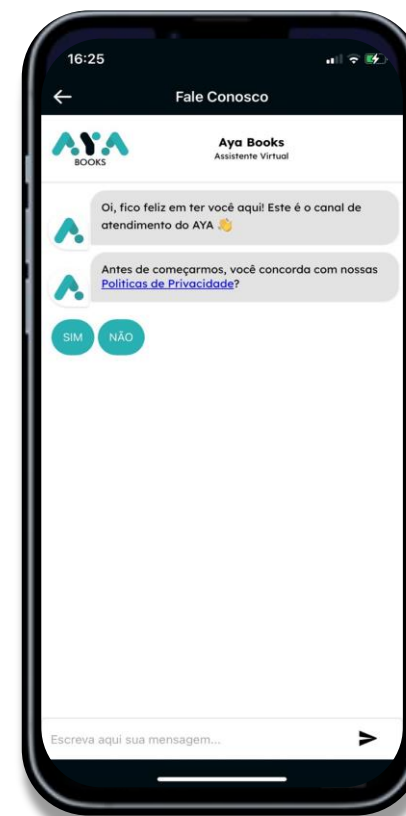 16:25
Fale Conosco
AYA
BOOKS
Aya Books
Assistente Virtual
Oi, fico feliz em ter você aqui! Este é o canal de
atendimento do AYA 👋
Antes de começarmos, você concorda com nossas
Politicas de Privacidade?
SIM NÃO
Escreva aqui sua mensagem...